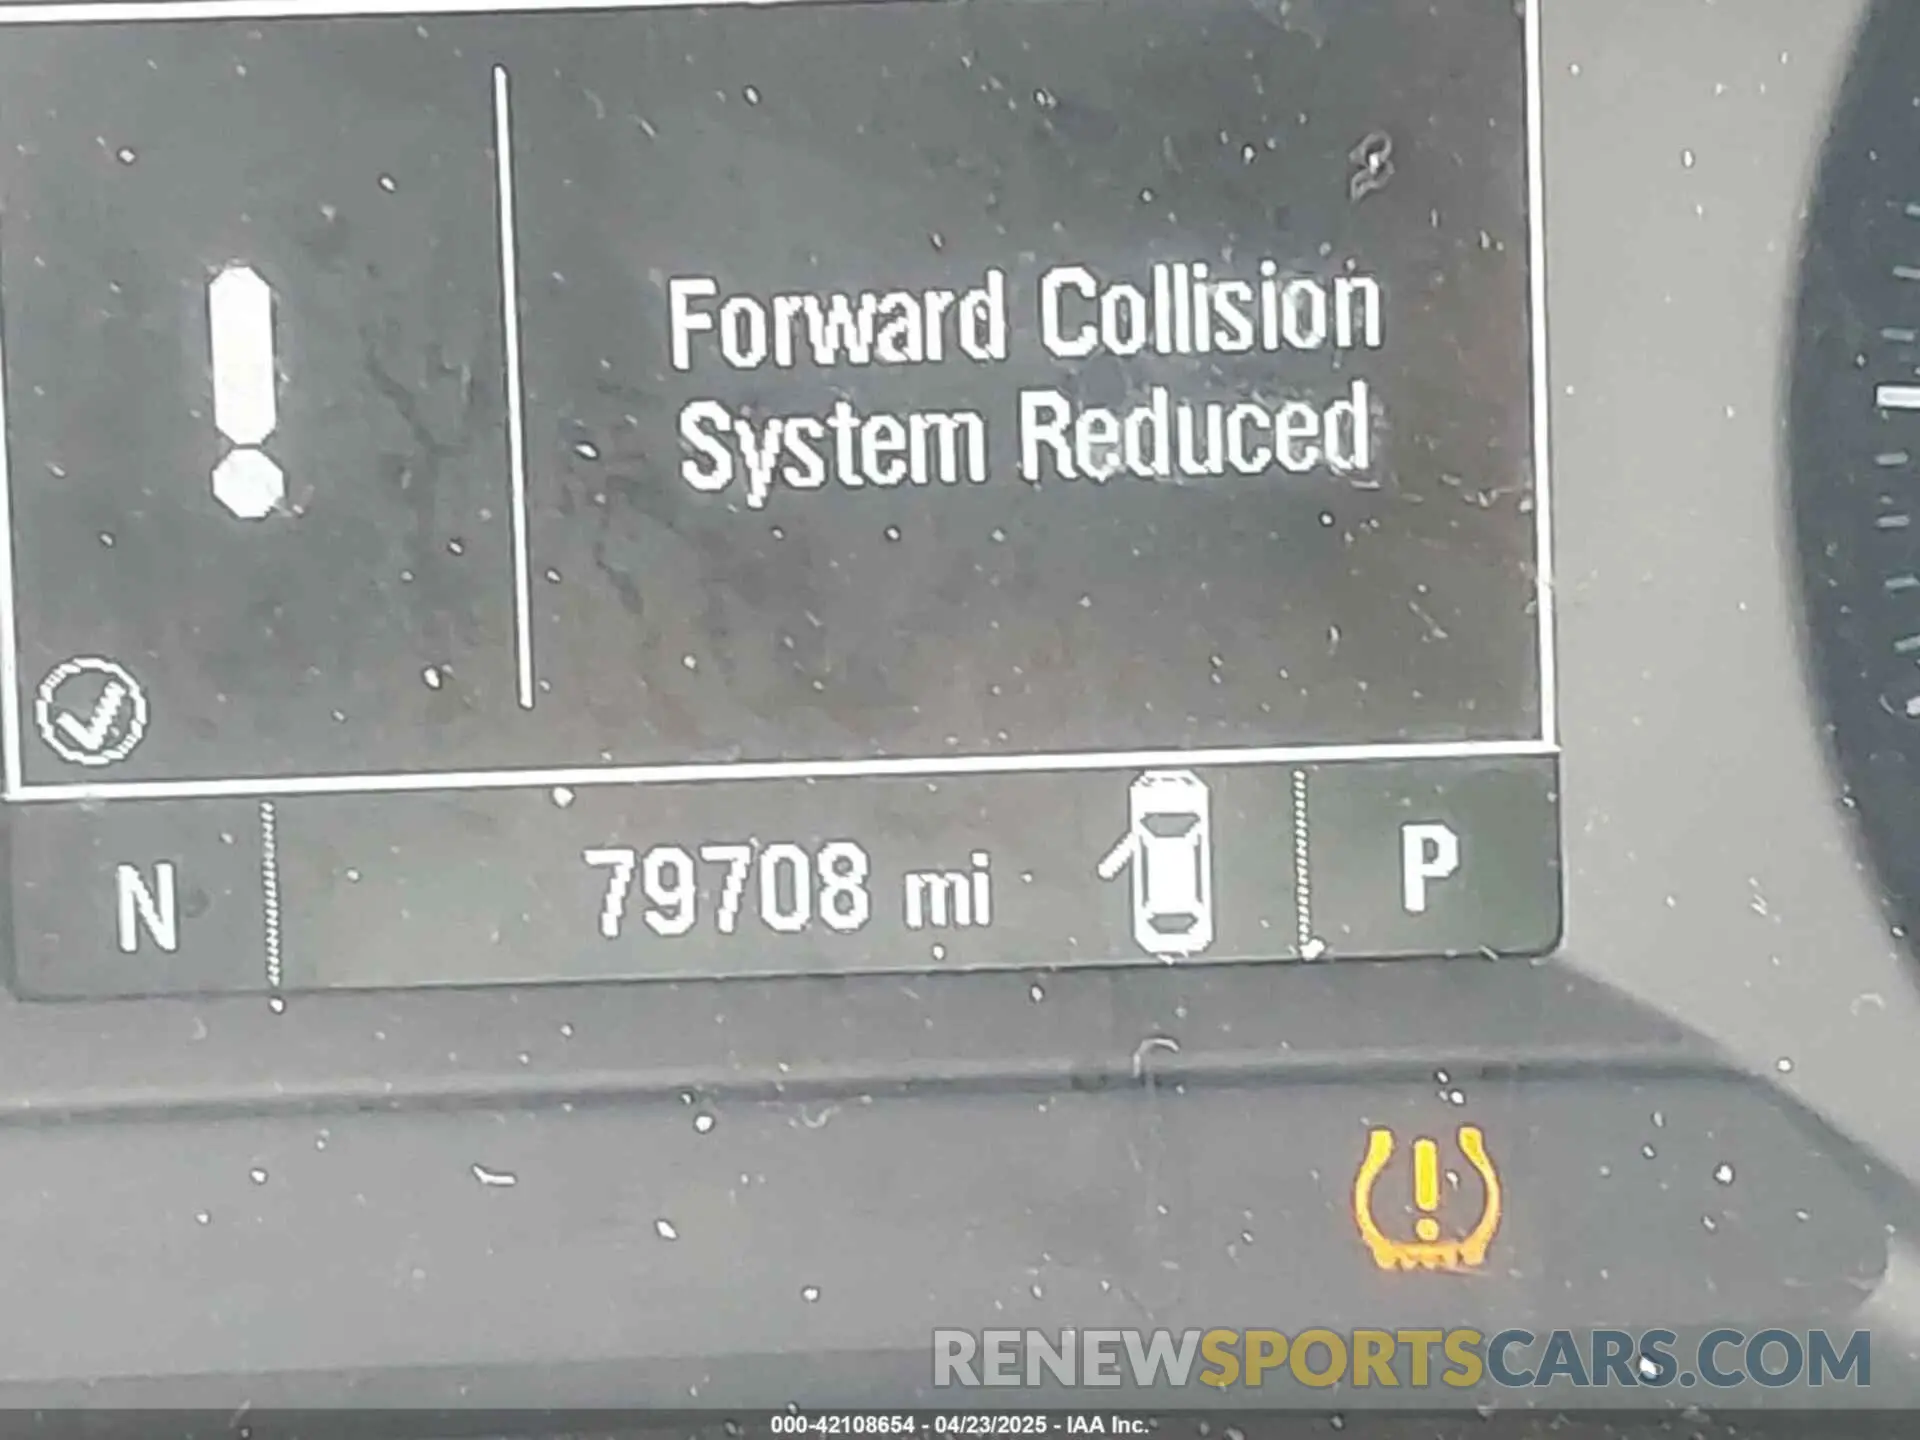 Forward Collision
System Reduced
N 79708 mi P
RENEWSPORTSCARS.COM
000-42108654 - 04/23/2025 - IAA Inc.